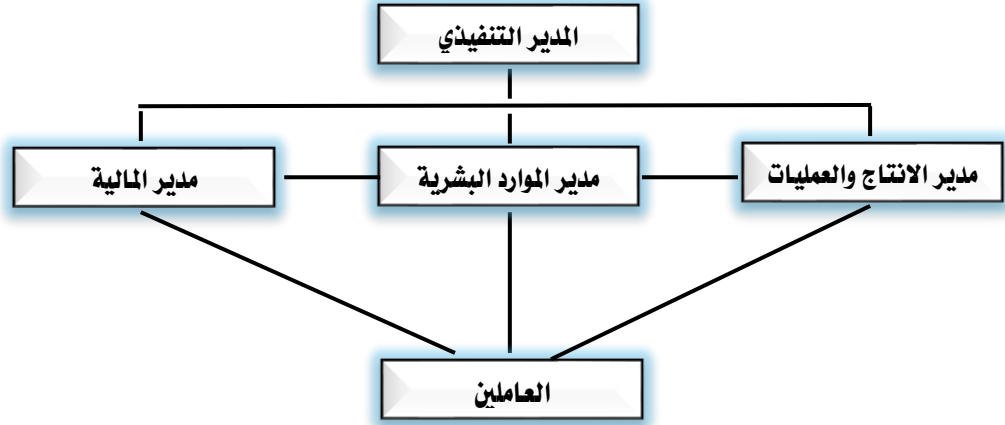 المدير التنفيذي
مدير الانتاج والعمليات
مدير الموارد البشرية
مدير المالية
العاملين